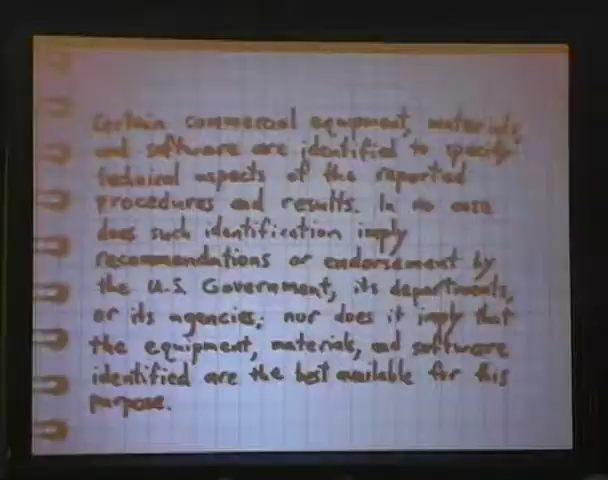 Certain commercial equipment, materials,
and software are identified to specify
technical aspects of the reported
procedures and results. In no case
does such identification imply
recommendations or endorsement by
the U.S. Government, its departments,
or its agencies; nor does it imply that
the equipment, materials, and software
identified are the best available for this
purpose.